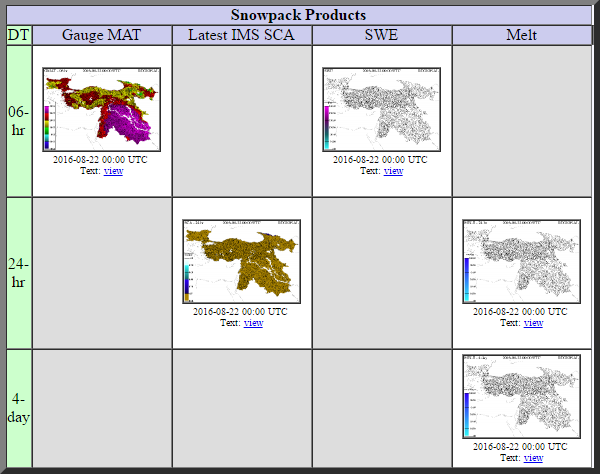 Snowpack Products
DT Gauge MAT Latest IMS SCA SWE Melt
06-
hr
2016-08-22 00:00 UTC
Text: view
2016-08-22 00:00 UTC
Text: view
24-
hr
2016-08-22 00:00 UTC
Text: view
2016-08-22 00:00 UTC
Text: view
4-
day
2016-08-22 00:00 UTC
Text: view